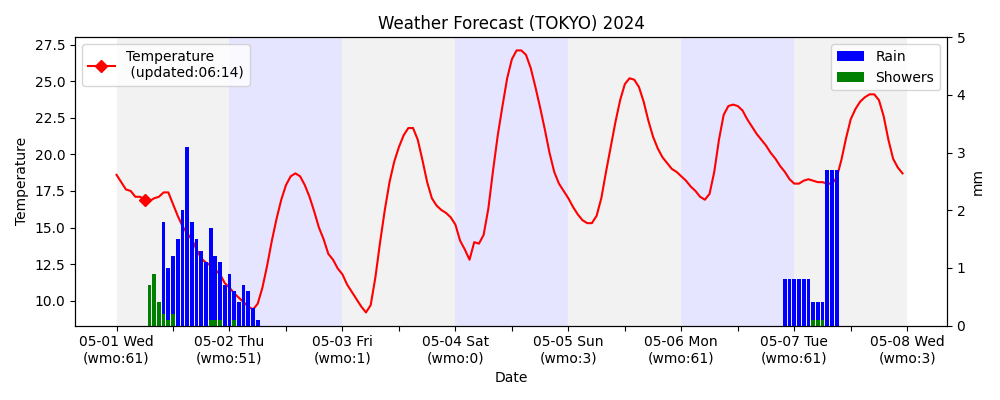 Weather Forecast (TOKYO) 2024
Temperature
(updated:06:14)
Rain
Showers
27.5
25.0
22.5
20.0
17.5
15.0
12.5
10.0
Temperature
5
4
3
2
1
0
mm
05-01 Wed
(wmo:61)
05-02 Thu
(wmo:51)
05-03 Fri
(wmo:1)
05-04 Sat
(wmo:0)
05-05 Sun
(wmo:3)
05-06 Mon
(wmo:61)
05-07 Tue
(wmo:61)
05-08 Wed
(wmo:3)
Date